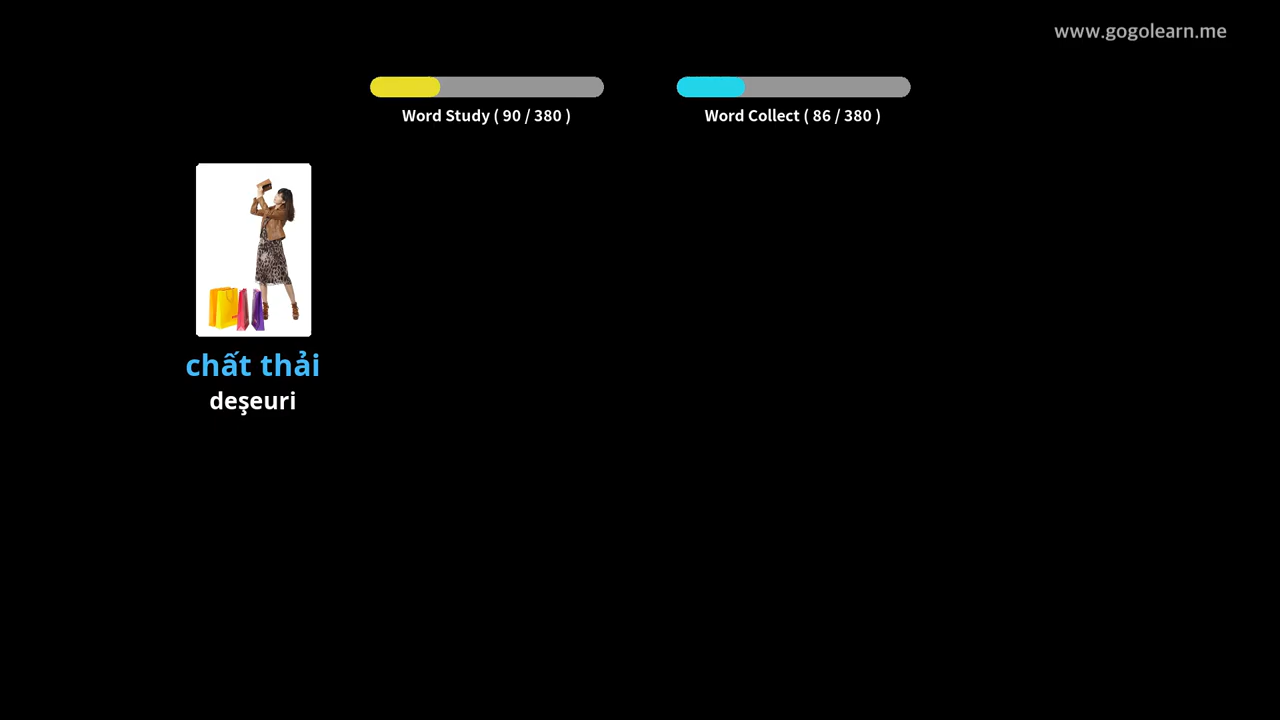 www.gogolearn.me
Word Study ( 90 / 380 )
Word Collect ( 86 / 380 )
chất thải
deşeuri